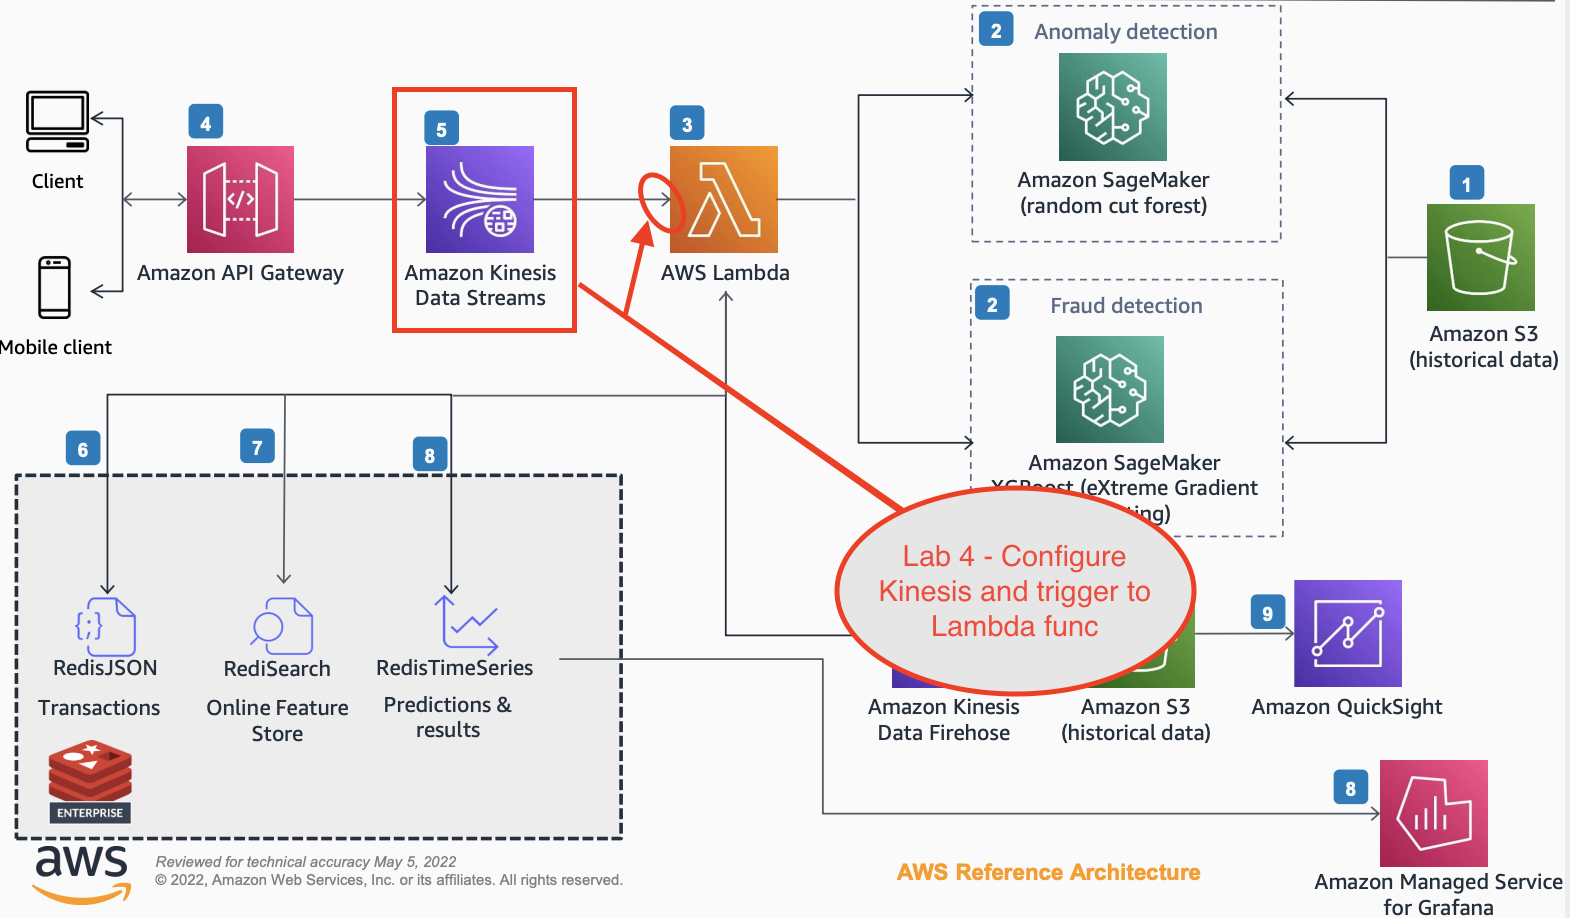 2
Anomaly detection
Amazon SageMaker
(random cut forest)
Client
4
Amazon API Gateway
5
Amazon Kinesis
Data Streams
3
AWS Lambda
1
Amazon S3
(historical data)
Mobile client
2
Fraud detection
Amazon SageMaker
(eXtreme Gradient
6
7
8
Lab 4 - Configure
Kinesis and trigger to
Lambda func
RedisJSON
Transactions
RediSearch
Online Feature
Store
RedisTimeSeries
Predictions &
results
ENTERPRISE
Amazon Kinesis
Data Firehose
Amazon S3
(historical data)
9
Amazon QuickSight
8
Amazon Managed Service
for Grafana
aws
Reviewed for technical accuracy May 5, 2022
© 2022, Amazon Web Services, Inc. or its affiliates. All rights reserved.
AWS Reference Architecture